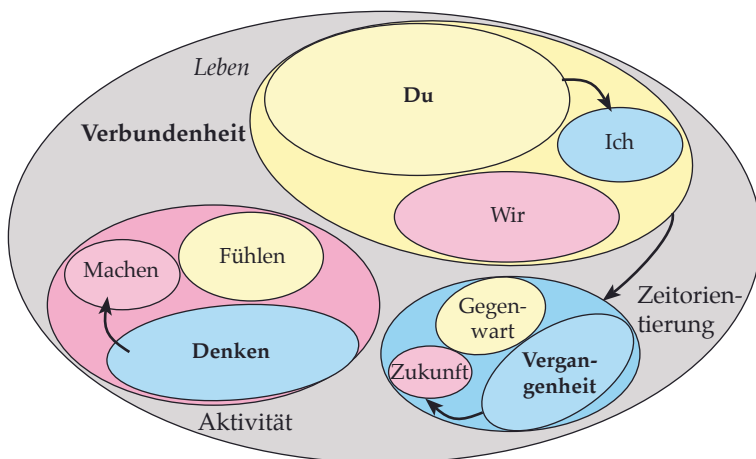 Leben
Du
Verbundenheit
Ich
Wir
Machen
Fühlen
Denken
Aktivität
Gegen-
wart
Zeitorien-
tierung
Zukunft
Vergan-
genheit